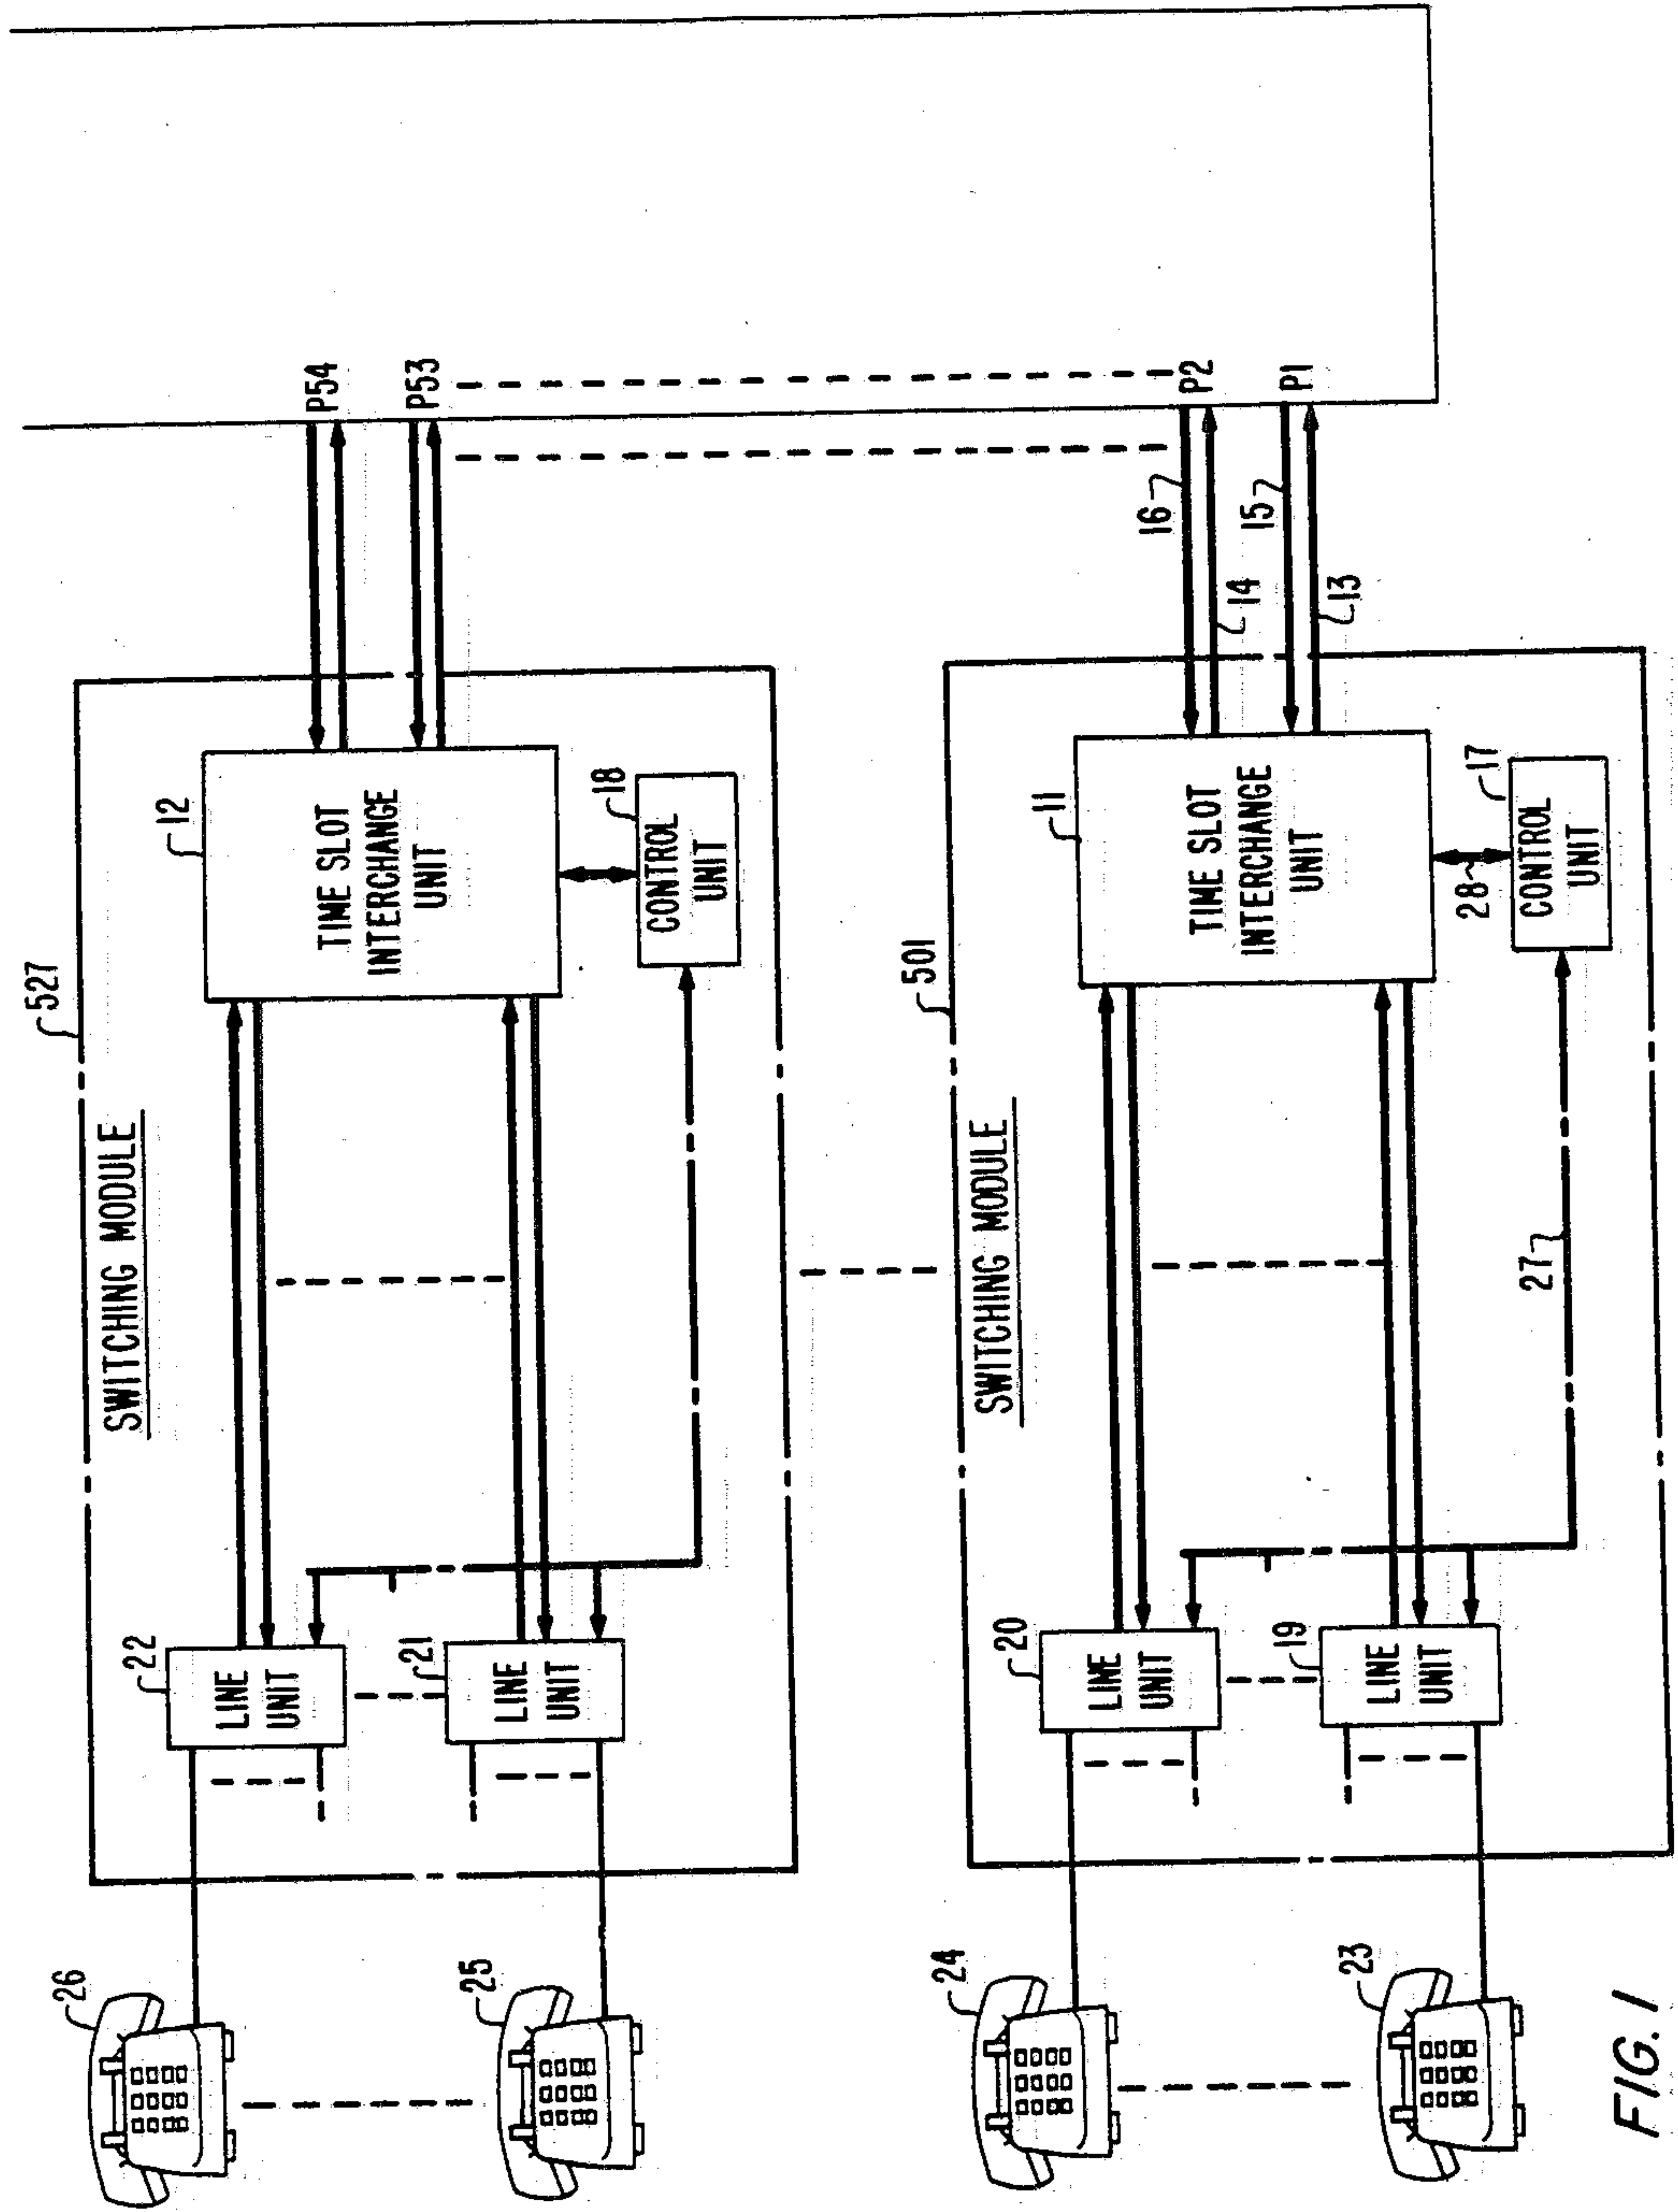 527
SWITCHING MODULE
26
22
LINE
UNIT
12
TIME SLOT
INTERCHANGE
UNIT
P54
P53
25
21
LINE
UNIT
18
CONTROL
UNIT
501
SWITCHING MODULE
24
20
LINE
UNIT
11
TIME SLOT
INTERCHANGE
UNIT
16
P2
14
15
P1
13
23
19
LINE
UNIT
28
17
CONTROL
UNIT
27
FIG. 1